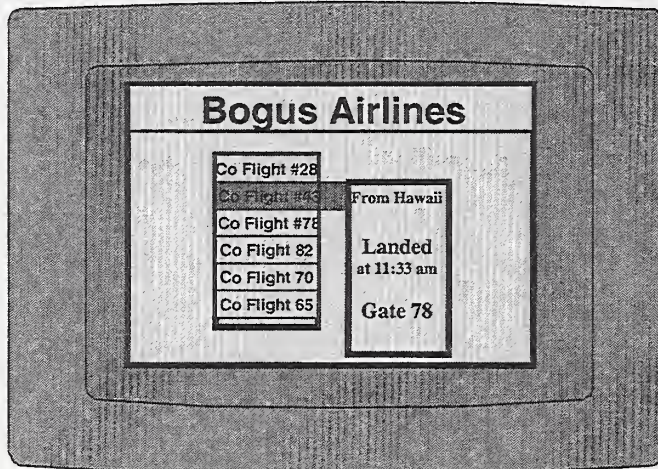 Bogus Airlines
Co Flight #28
Co Flight #43
Co Flight #78
Co Flight 82
Co Flight 70
Co Flight 65
From Hawaii
Landed
at 11:33 am
Gate 78